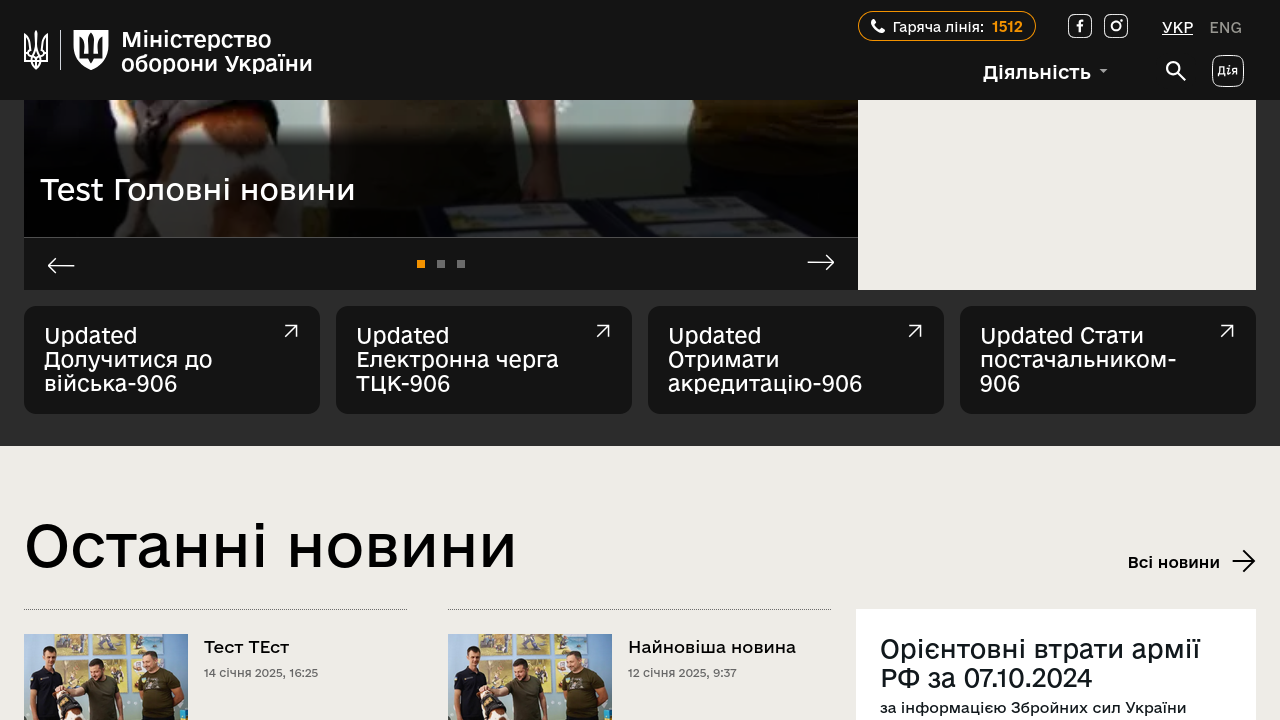 Міністерство
оборони України
Гаряча лінія: 1512
УКР ENG
Діяльність
Дія
Test Головні новини
Updated
Долучитися до
війська-906
Updated
Електронна черга
ТЦК-906
Updated
Отримати
акредитацію-906
Updated Стати
постачальником-
906
Останні новини
Всі новини
Тест ТЕст
14 січня 2025, 16:25
Найновіша новина
12 січня 2025, 9:37
Орієнтовні втрати армії
РФ за 07.10.2024
за інформацією Збройних сил України